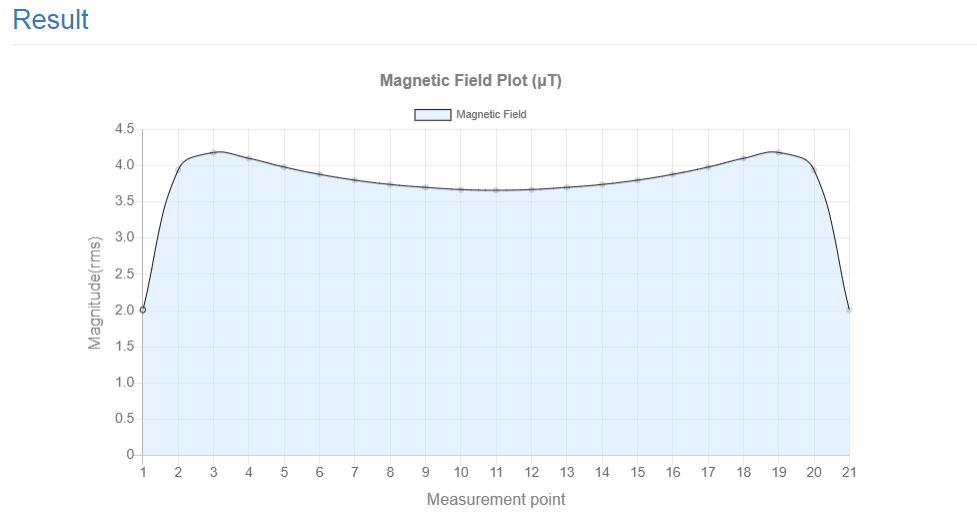 Result
Magnetic Field Plot (µT)
Magnetic Field
4.5
4.0
3.5
3.0
2.5
2.0
1.5
1.0
0.5
0
Magnitude(rms)
1 2 3 4 5 6 7 8 9 10 11 12 13 14 15 16 17 18 19 20 21
Measurement point